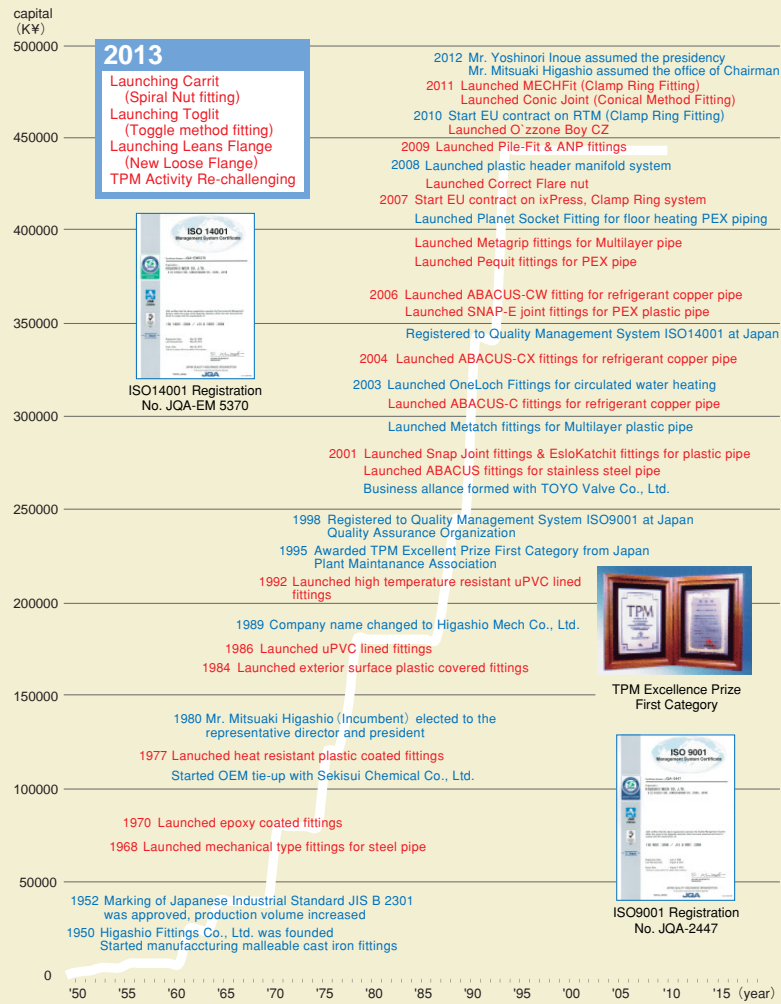 capital
（K¥）
500000
450000
400000
350000
300000
250000
200000
150000
100000
50000
0
2013
Launching Carrit
（Spiral Nut fitting）
Launching Toglit
（Toggle method fitting）
Launching Leans Flange
（New Loose Flange）
TPM Activity Re-challenging
ISO 14001
Management System Certificate
JQA
ISO14001 Registration
No. JQA-EM 5370
2012 Mr. Yoshinori Inoue assumed the presidency
Mr. Mitsuaki Higashio assumed the office of Chairman
2011 Launched MECHFit (Clamp Ring Fitting)
Launched Conic Joint (Conical Method Fitting)
2010 Start EU contract on RTM (Clamp Ring Fitting)
Launched O`zzone Boy CZ
2009 Launched Pile-Fit & ANP fittings
2008 Launched plastic header manifold system
Launched Correct Flare nut
2007 Start EU contract on ixPress, Clamp Ring system
Launched Planet Socket Fitting for floor heating PEX piping
Launched Metagrip fittings for Multilayer pipe
Launched Pequit fittings for PEX pipe
2006 Launched ABACUS-CW fitting for refrigerant copper pipe
Launched SNAP-E joint fittings for PEX plastic pipe
Registered to Quality Management System ISO14001 at Japan
2004 Launched ABACUS-CX fittings for refrigerant copper pipe
2003 Launched OneLoch Fittings for circulated water heating
Launched ABACUS-C fittings for refrigerant copper pipe
Launched Metatch fittings for Multilayer plastic pipe
2001 Launched Snap Joint fittings & EsloKatchit fittings for plastic pipe
Launched ABACUS fittings for stainless steel pipe
Business alliance formed with TOYO Valve Co., Ltd.
1998 Registered to Quality Management System ISO9001 at Japan
Quality Assurance Organization
1995 Awarded TPM Excellent Prize First Category from Japan
Plant Maintanance Association
1992 Launched high temperature resistant uPVC lined
fittings
1989 Company name changed to Higashio Mech Co., Ltd.
1986 Launched uPVC lined fittings
1984 Launched exterior surface plastic covered fittings
1980 Mr. Mitsuaki Higashio（Incumbent）elected to the
representative director and president
1977 Lanuched heat resistant plastic coated fittings
Started OEM tie-up with Sekisui Chemical Co., Ltd.
1970 Launched epoxy coated fittings
1968 Launched mechanical type fittings for steel pipe
1952 Marking of Japanese Industrial Standard JIS B 2301
was approved, production volume increased
1950 Higashio Fittings Co., Ltd. was founded
Started manufaccturing malleable cast iron fittings
TPM
TPM Excellence Prize
First Category
ISO 9001
Management System Certificate
JQA
ISO9001 Registration
No. JQA-2447
'50 '55 '60 '65 '70 '75 '80 '85 '90 '95 '00 '05 '10 '15（year）